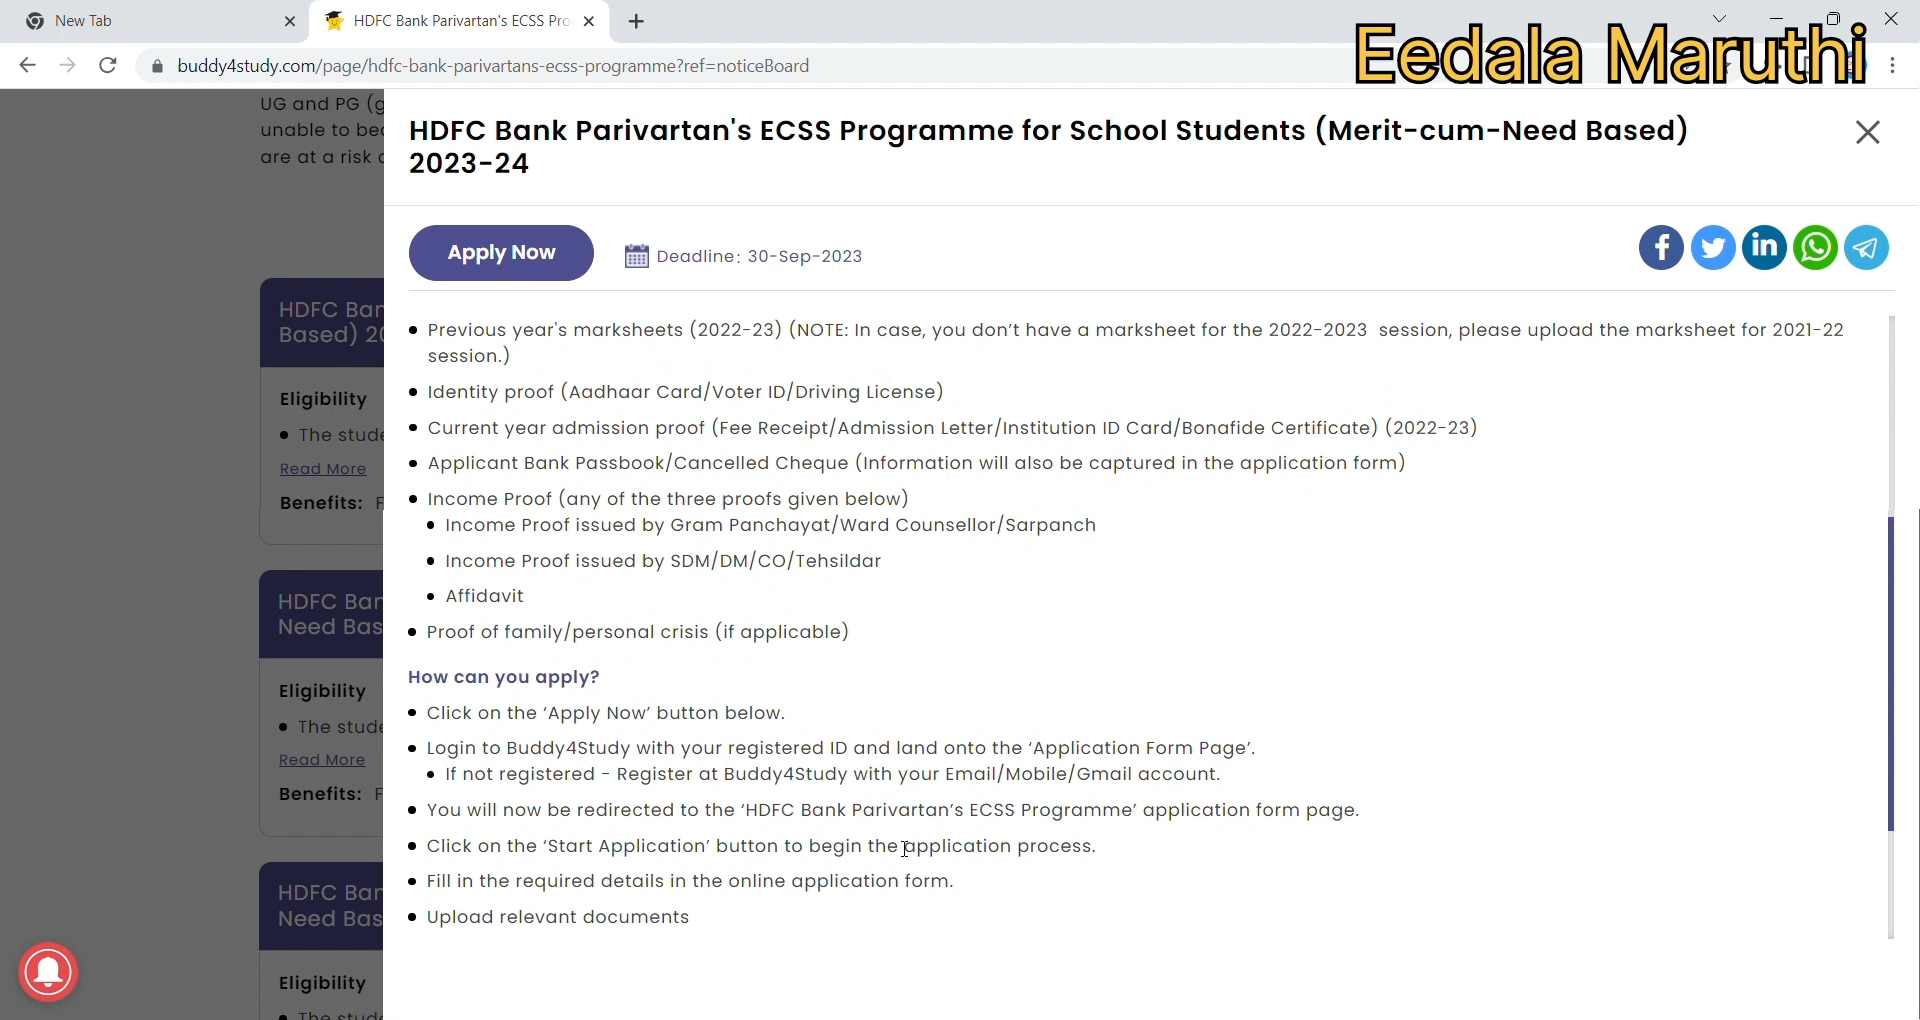 New Tab
HDFC Bank Parivartan's ECSS Pro
Eedala Maruthi
buddy4study.com/page/hdfc-bank-parivartans-ecss-programme?ref=noticeBoard
UG and PG (g
unable to
are at a risk
HDFC Bank Parivartan's ECSS Programme for School Students (Merit-cum-Need Based)
2023-24
Apply Now
Deadline: 30-Sep-2023
HDFC Ban
Based) 20
Eligibility
The stude
Read More
Benefits:
HDFC Ban
Need Bas
Eligibility
The stude
Read More
Benefits:
HDFC Ban
Need Bas
Eligibility
The stude
Previous year's marksheets (2022-23) (NOTE: In case, you don’t have a marksheet for the 2022-2023 session, please upload the marksheet for 2021-22
session.)
Identity proof (Aadhaar Card/Voter ID/Driving License)
Current year admission proof (Fee Receipt/Admission Letter/Institution ID Card/Bonafide Certificate) (2022-23)
Applicant Bank Passbook/Cancelled Cheque (Information will also be captured in the application form)
Income Proof (any of the three proofs given below)
Income Proof issued by Gram Panchayat/Ward Counsellor/Sarpanch
Income Proof issued by SDM/DM/CO/Tehsildar
Affidavit
Proof of family/personal crisis (if applicable)
How can you apply?
Click on the ‘Apply Now’ button below.
Login to Buddy4Study with your registered ID and land onto the ‘Application Form Page’.
If not registered - Register at Buddy4Study with your Email/Mobile/Gmail account.
You will now be redirected to the ‘HDFC Bank Parivartan’s ECSS Programme’ application form page.
Click on the ‘Start Application’ button to begin the application process.
Fill in the required details in the online application form.
Upload relevant documents